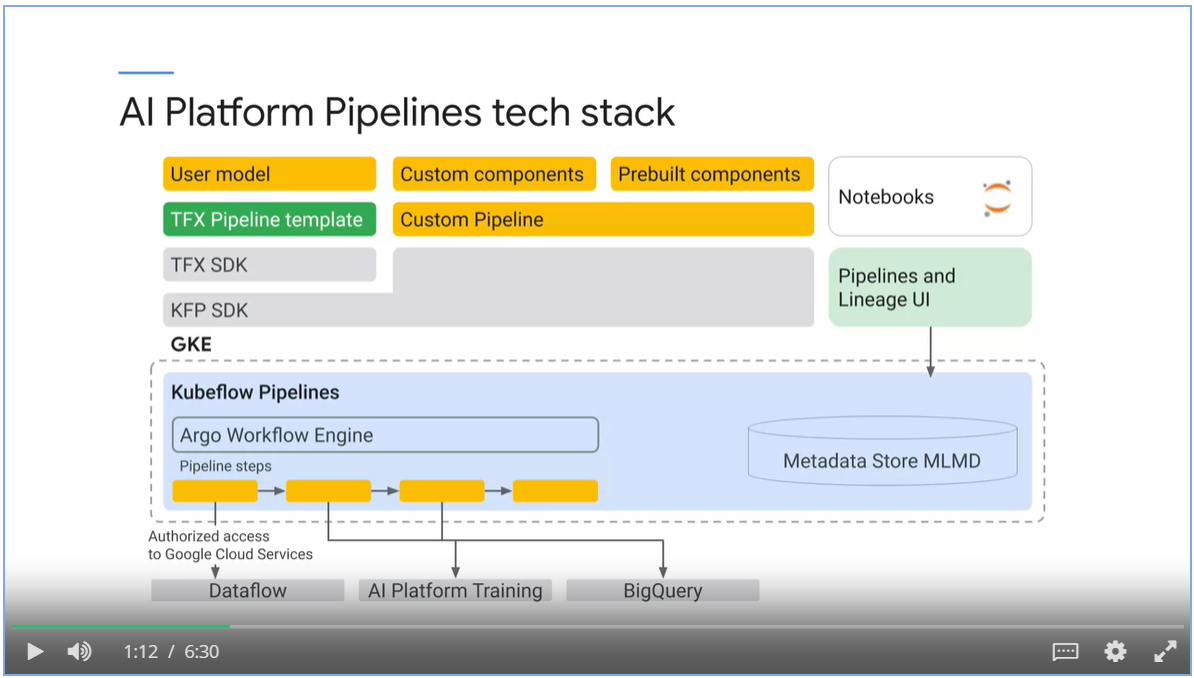 AI Platform Pipelines tech stack
User model
Custom components
Prebuilt components
Notebooks
TFX Pipeline template
Custom Pipeline
TFX SDK
Pipelines and
Lineage UI
KFP SDK
GKE
Kubeflow Pipelines
Argo Workflow Engine
Metadata Store MLMD
Pipeline steps
Authorized access
to Google Cloud Services
Dataflow
AI Platform Training
BigQuery
1:12 / 6:30